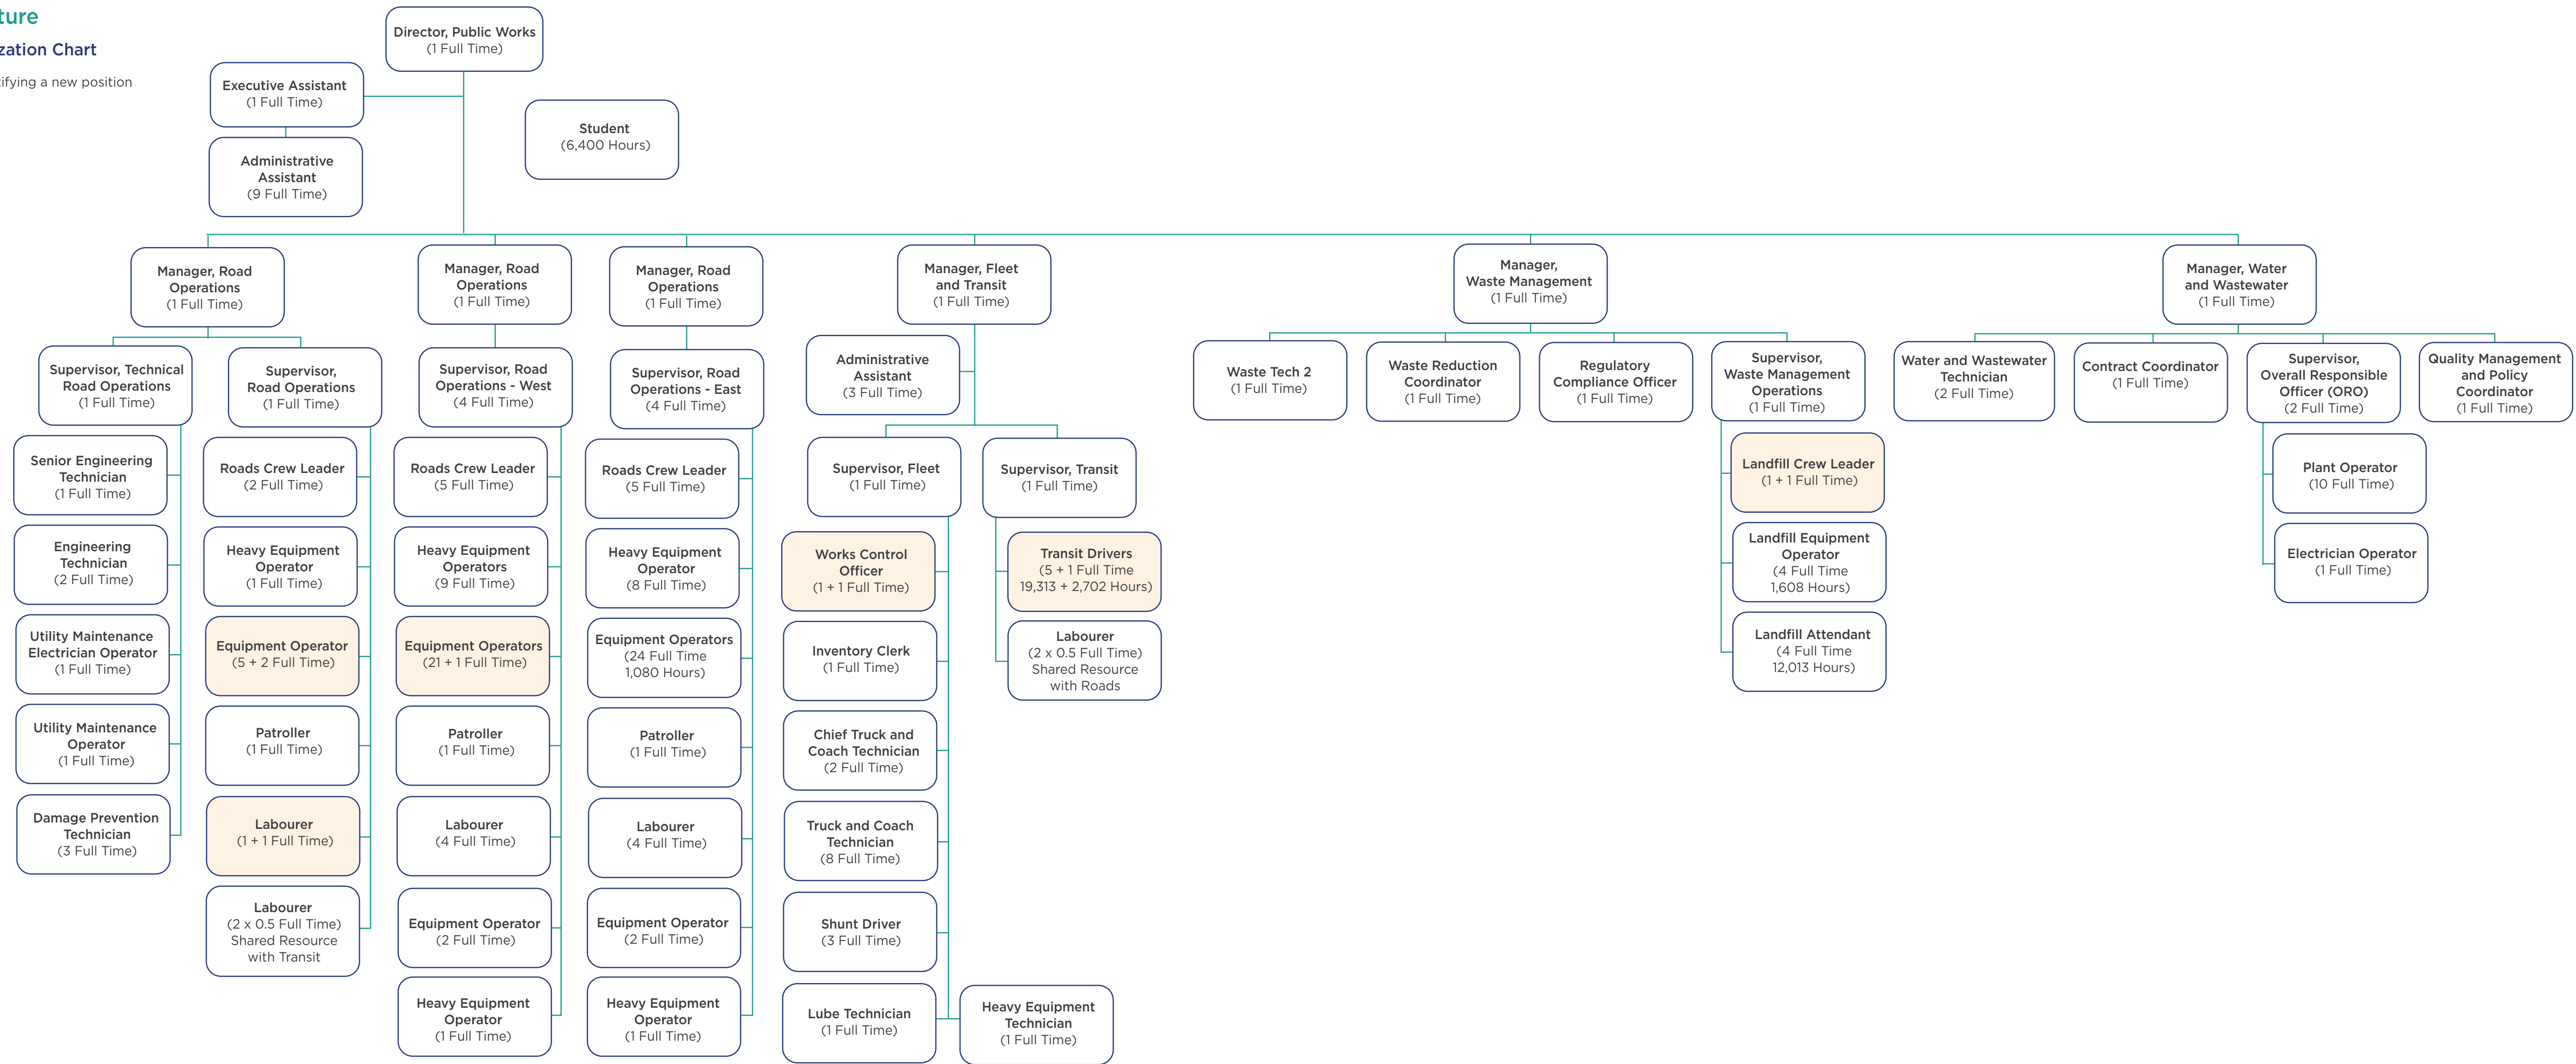 ture
zation Chart
tifying a new position
Director, Public Works
(1 Full Time)
Executive Assistant
(1 Full Time)
Administrative
Assistant
(9 Full Time)
Student
(6,400 Hours)
Manager, Road
Operations
(1 Full Time)
Supervisor, Technical
Road Operations
(1 Full Time)
Senior Engineering
Technician
(1 Full Time)
Engineering
Technician
(2 Full Time)
Utility Maintenance
Electrician Operator
(1 Full Time)
Utility Maintenance
Operator
(1 Full Time)
Damage Prevention
Technician
(3 Full Time)
Supervisor,
Road Operations
(1 Full Time)
Roads Crew Leader
(2 Full Time)
Heavy Equipment
Operator
(1 Full Time)
Equipment Operator
(5 + 2 Full Time)
Patroller
(1 Full Time)
Labourer
(1 + 1 Full Time)
Labourer
(2 x 0.5 Full Time)
Shared Resource
with Transit
Manager, Road
Operations
(1 Full Time)
Supervisor, Road
Operations - West
(4 Full Time)
Roads Crew Leader
(5 Full Time)
Heavy Equipment
Operators
(9 Full Time)
Equipment Operators
(21 + 1 Full Time)
Patroller
(1 Full Time)
Labourer
(4 Full Time)
Equipment Operator
(2 Full Time)
Heavy Equipment
Operator
(1 Full Time)
Manager, Road
Operations
(1 Full Time)
Supervisor, Road
Operations - East
(4 Full Time)
Roads Crew Leader
(5 Full Time)
Heavy Equipment
Operator
(8 Full Time)
Equipment Operators
(24 Full Time
1,080 Hours)
Patroller
(1 Full Time)
Labourer
(4 Full Time)
Equipment Operator
(2 Full Time)
Heavy Equipment
Operator
(1 Full Time)
Manager, Fleet
and Transit
(1 Full Time)
Administrative
Assistant
(3 Full Time)
Supervisor, Fleet
(1 Full Time)
Works Control
Officer
(1 + 1 Full Time)
Inventory Clerk
(1 Full Time)
Chief Truck and
Coach Technician
(2 Full Time)
Truck and Coach
Technician
(8 Full Time)
Shunt Driver
(3 Full Time)
Lube Technician
(1 Full Time)
Heavy Equipment
Technician
(1 Full Time)
Supervisor, Transit
(1 Full Time)
Transit Drivers
(5 + 1 Full Time
19,313 + 2,702 Hours)
Labourer
(2 x 0.5 Full Time)
Shared Resource
with Roads
Manager,
Waste Management
(1 Full Time)
Waste Tech 2
(1 Full Time)
Waste Reduction
Coordinator
(1 Full Time)
Regulatory
Compliance Officer
(1 Full Time)
Supervisor,
Waste Management
Operations
(1 Full Time)
Landfill Crew Leader
(1 + 1 Full Time)
Landfill Equipment
Operator
(4 Full Time
1,608 Hours)
Landfill Attendant
(4 Full Time
12,013 Hours)
Manager, Water
and Wastewater
(1 Full Time)
Water and Wastewater
Technician
(2 Full Time)
Contract Coordinator
(1 Full Time)
Supervisor,
Overall Responsible
Officer (ORO)
(2 Full Time)
Plant Operator
(10 Full Time)
Electrician Operator
(1 Full Time)
Quality Management
and Policy
Coordinator
(1 Full Time)